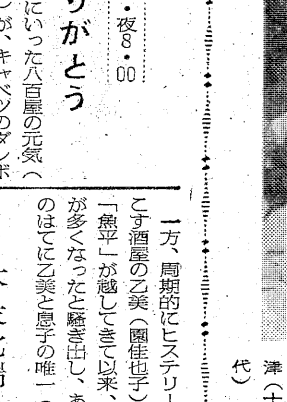 津（十
代）
・夜8・00
りがとう
にいった八百屋の元気（
しが、キャベツのダンボ
一方、周期的にヒステリー
こす酒屋の乙美（園佳也子）
「魚平」が越してきて以来、
が多くなったと騒ぎ出し、あ
のはてに乙美と息子の唯一の